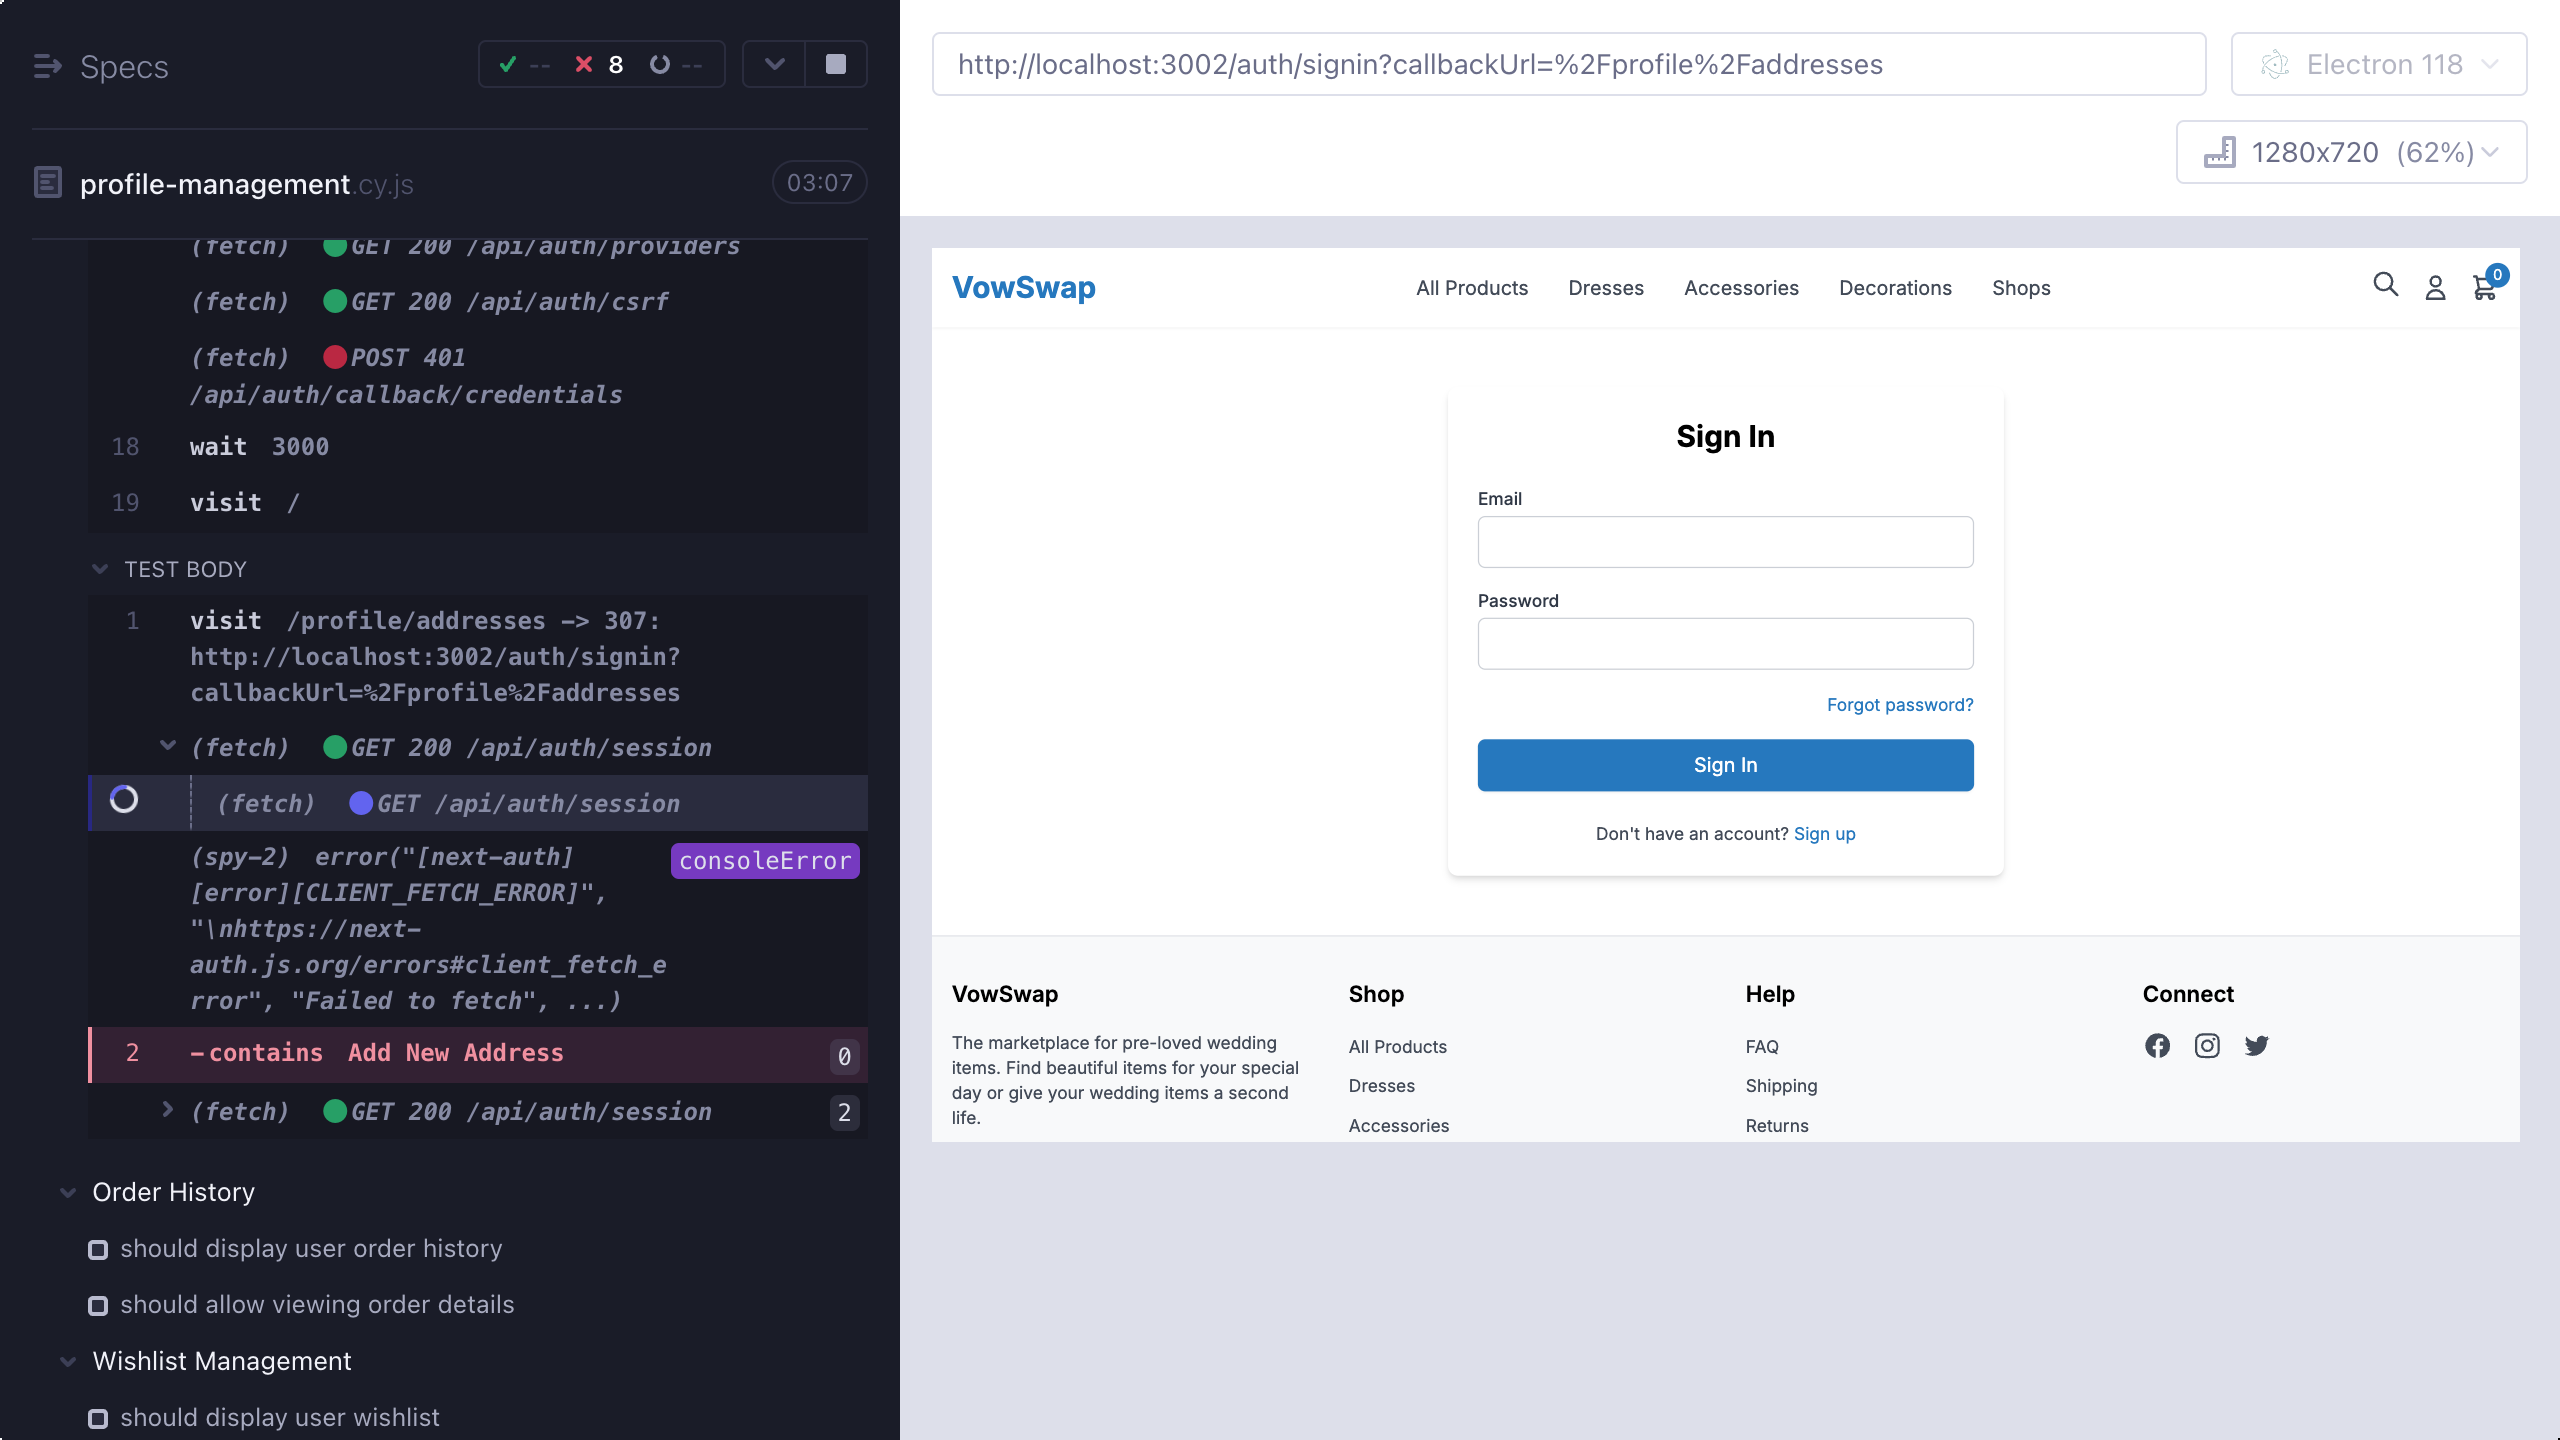 Specs
-- 8 --
profile-management.cy.js 03:07
(fetch) GET 200 /api/auth/providers
(fetch) GET 200 /api/auth/csrf
(fetch) POST 401
/api/auth/callback/credentials
18 wait 3000
19 visit /
TEST BODY
1 visit /profile/addresses -> 307:
http://localhost:3002/auth/signin?
callbackUrl=%2Fprofile%2Faddresses
(fetch) GET 200 /api/auth/session
(fetch) GET /api/auth/session
(spy-2) error("[next-auth] consoleError
[error][CLIENT_FETCH_ERROR]",
"\nhttps://next-
auth.js.org/errors#client_fetch_e
rror", "Failed to fetch", ...)
2 -contains Add New Address 0
(fetch) GET 200 /api/auth/session 2
Order History
should display user order history
should allow viewing order details
Wishlist Management
should display user wishlist
http://localhost:3002/auth/signin?callbackUrl=%2Fprofile%2Faddresses
Electron 118
1280x720 (62%)
VowSwap All Products Dresses Accessories Decorations Shops 0
Sign In
Email
Password
Forgot password?
Sign In
Don't have an account? Sign up
VowSwap
The marketplace for pre-loved wedding
items. Find beautiful items for your special
day or give your wedding items a second
life.
Shop
All Products
Dresses
Accessories
Help
FAQ
Shipping
Returns
Connect